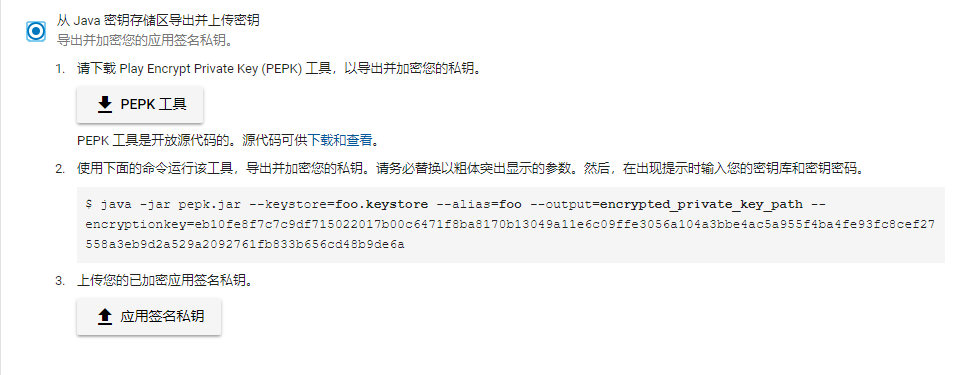 从 Java 密钥存储区导出并上传密钥
导出并加密您的应用签名私钥。
1. 请下载 Play Encrypt Private Key (PEPK) 工具，以导出并加密您的私钥。
PEPK 工具
PEPK 工具是开放源代码的。源代码可供下载和查看。
2. 使用下面的命令运行该工具，导出并加密您的私钥。请务必替换以粗体突出显示的参数。然后，在出现提示时输入您的密钥库和密钥密码。
$ java -jar pepk.jar --keystore=foo.keystore --alias=foo --output=encrypted_private_key_path --
encryptionkey=eb10fe8f7c7c9df715022017b00c6471f8ba8170b13049a11e6c09ffe3056a104a3bbe4ac5a955f4ba4fe93fc8cef27
558a3eb9d2a529a2092761fb833b656cd48b9de6a
3. 上传您的已加密应用签名私钥。
应用签名私钥